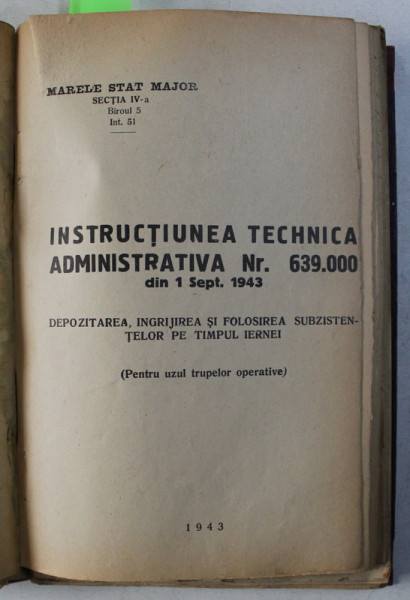 MARELE STAT MAJOR
SECȚIA IV-a
Biroul 5
Int. 51
INSTRUCȚIUNEA TECHNICA
ADMINISTRATIVA Nr. 639.000
din 1 Sept. 1943
DEPOZITAREA, INGRIJIREA ȘI FOLOSIREA SUBZISTEN-
ȚELOR PE TIMPUL IERNEI
(Pentru uzul trupelor operative)
1943